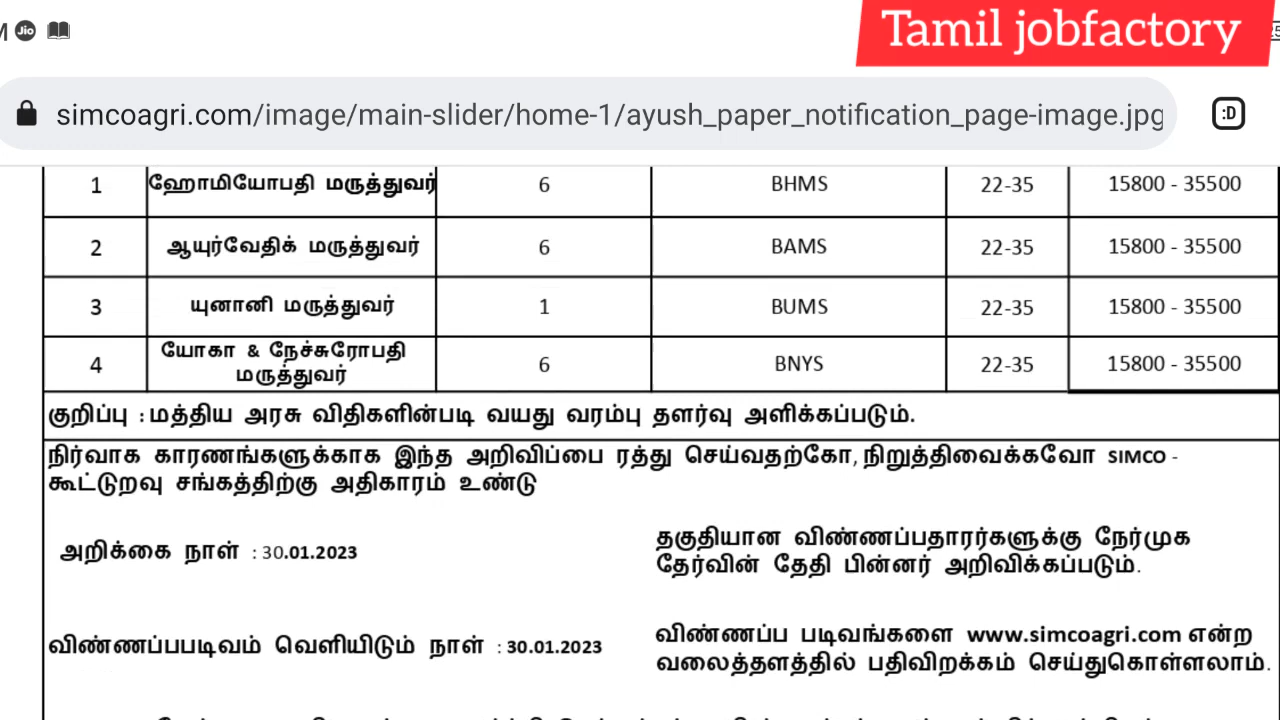 Tamil jobfactory
M Jio
simcoagri.com/image/main-slider/home-1/ayush_paper_notification_page-image.jpg
:D
1 ஹோமியோபதி மருத்துவர் 6 BHMS 22-35 15800 - 35500
2 ஆயுர்வேதிக் மருத்துவர் 6 BAMS 22-35 15800 - 35500
3 யுனானி மருத்துவர் 1 BUMS 22-35 15800 - 35500
4 யோகா & நேச்சுரோபதி
மருத்துவர் 6 BNYS 22-35 15800 - 35500
குறிப்பு : மத்திய அரசு விதிகளின்படி வயது வரம்பு தளர்வு அளிக்கப்படும்.
நிர்வாக காரணங்களுக்காக இந்த அறிவிப்பை ரத்து செய்வதற்கோ, நிறுத்திவைக்கவோ SIMCO -
கூட்டுறவு சங்கத்திற்கு அதிகாரம் உண்டு
அறிக்கை நாள் : 30.01.2023
தகுதியான விண்ணப்பதாரர்களுக்கு நேர்முக
தேர்வின் தேதி பின்னர் அறிவிக்கப்படும்.
விண்ணப்பபடிவம் வெளியிடும் நாள் : 30.01.2023
விண்ணப்ப படிவங்களை www.simcoagri.com என்ற
வலைத்தளத்தில் பதிவிறக்கம் செய்துகொள்ளலாம்.